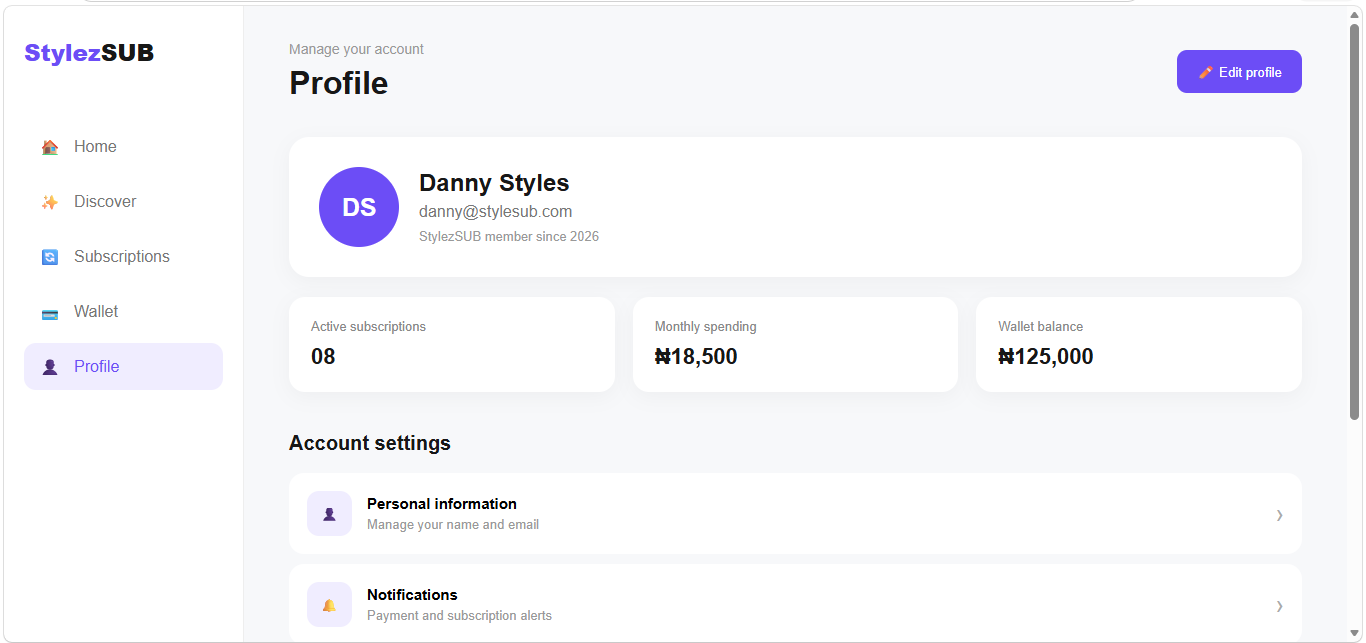 StylezSUB
Home
Discover
Subscriptions
Wallet
Profile
Manage your account
Profile
Edit profile
DS
Danny Styles
danny@stylesub.com
StylezSUB member since 2026
Active subscriptions
08
Monthly spending
₦18,500
Wallet balance
₦125,000
Account settings
Personal information
Manage your name and email
Notifications
Payment and subscription alerts